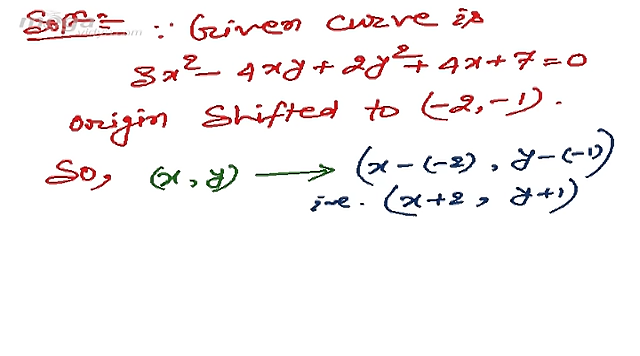 Sol^n:- ∵ Given curve is
3x² - 4xy + 2y² + 4x + 7 = 0
origin shifted to (-2, -1).
So, (x, y) ⟶ (x-(-2), y-(-1))
i.e. (x+2, y+1)